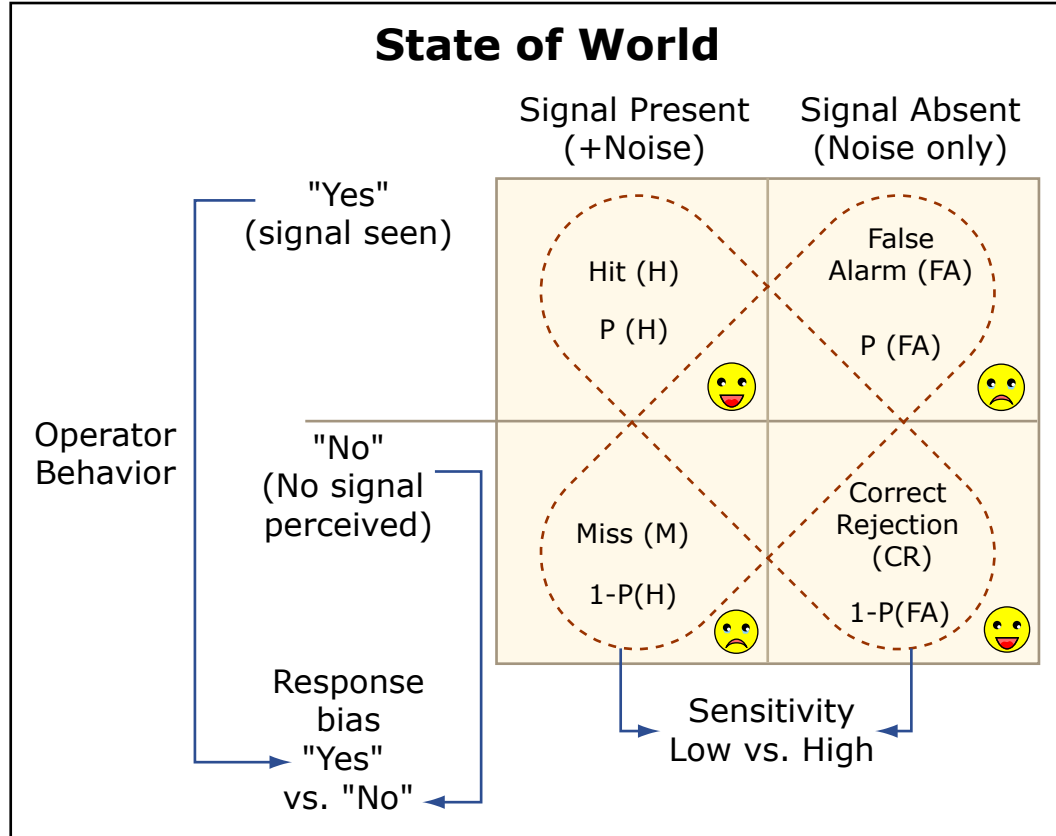 State of World
Signal Present
(+Noise)
Signal Absent
(Noise only)
"Yes"
(signal seen)
Hit (H)
P (H)
False
Alarm (FA)
P (FA)
Operator
Behavior
"No"
(No signal
perceived)
Miss (M)
1-P(H)
Correct
Rejection
(CR)
1-P(FA)
Response
bias
"Yes"
vs. "No"
Sensitivity
Low vs. High